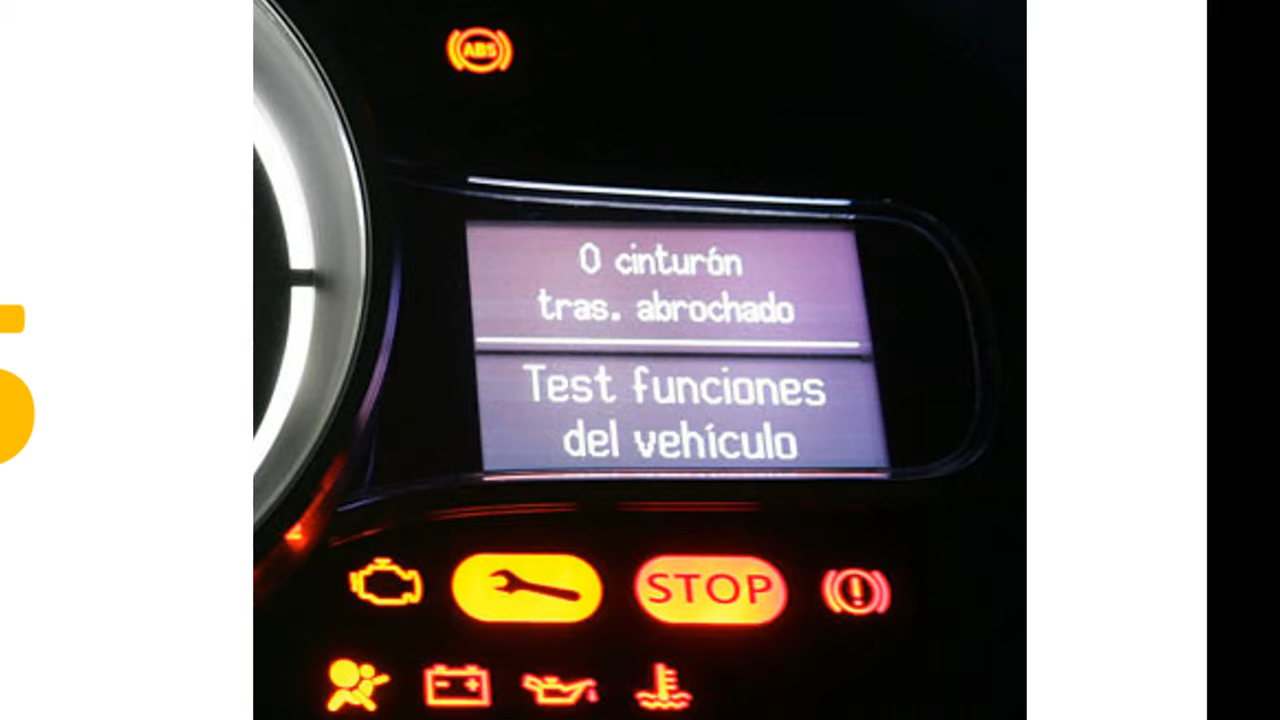 ABS
0 cinturón
tras. abrochado
Test funciones
del vehículo
STOP